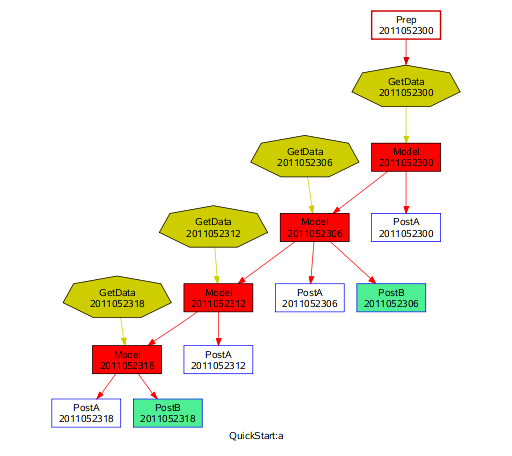 Prep
2011052300
GetData
2011052300
GetData
2011052306
Model
2011052300
GetData
2011052312
Model
2011052306
PostA
2011052300
GetData
2011052318
Model
2011052312
PostA
2011052306
PostB
2011052306
Model
2011052318
PostA
2011052312
PostA
2011052318
PostB
2011052318
QuickStart:a